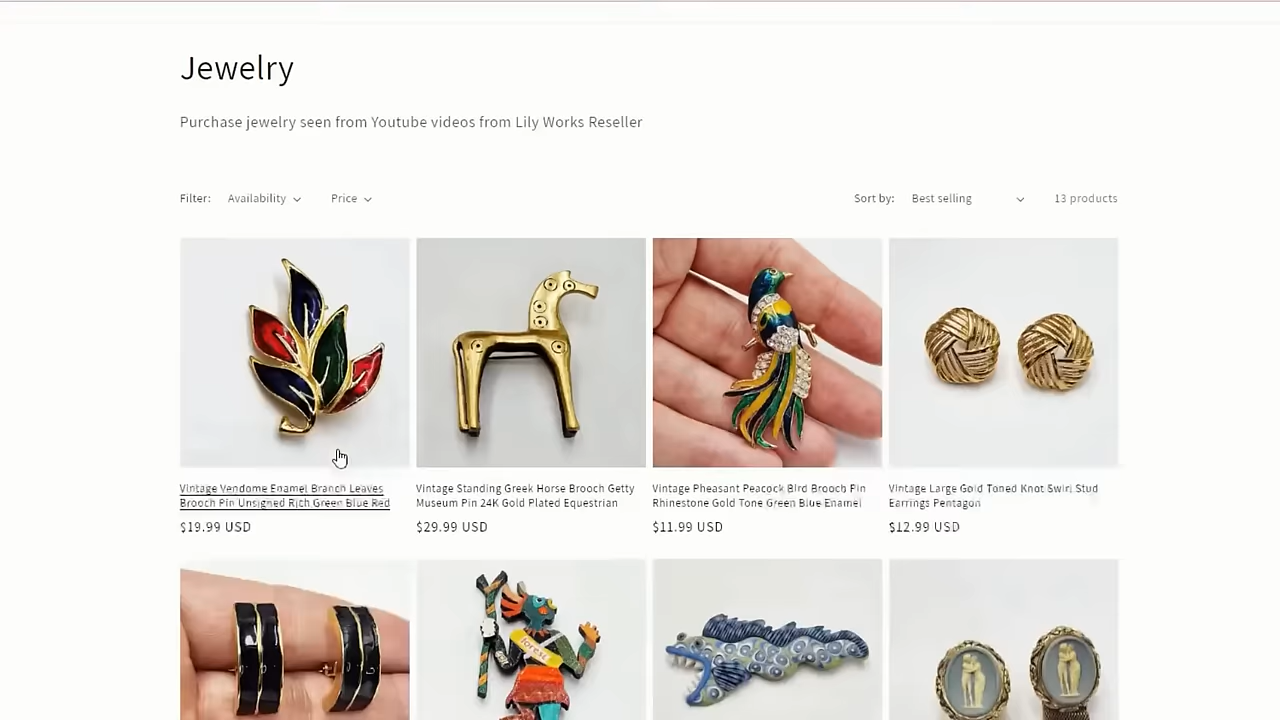 Jewelry
Purchase jewelry seen from Youtube videos from Lily Works Reseller
Filter: Availability Price Sort by: Best selling 13 products
Vintage Vendome Enamel Branch Leaves
Brooch Pin Unsigned Rich Green Blue Red
$19.99 USD
Vintage Standing Greek Horse Brooch Getty
Museum Pin 24K Gold Plated Equestrian
$29.99 USD
Vintage Pheasant Peacock Bird Brooch Pin
Rhinestone Gold Tone Green Blue Enamel
$11.99 USD
Vintage Large Gold Toned Knot Swirl Stud
Earrings Pentagon
$12.99 USD